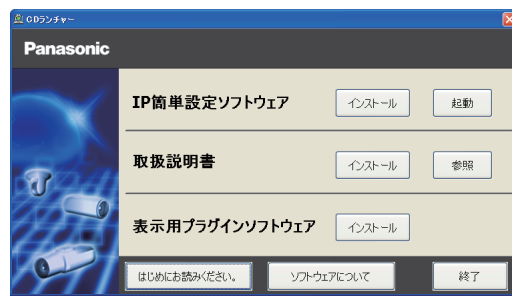 CDランチャー
Panasonic
IP簡単設定ソフトウェア インストール 起動
取扱説明書 インストール 参照
表示用プラグインソフトウェア インストール
はじめにお読みください。 ソフトウェアについて 終了